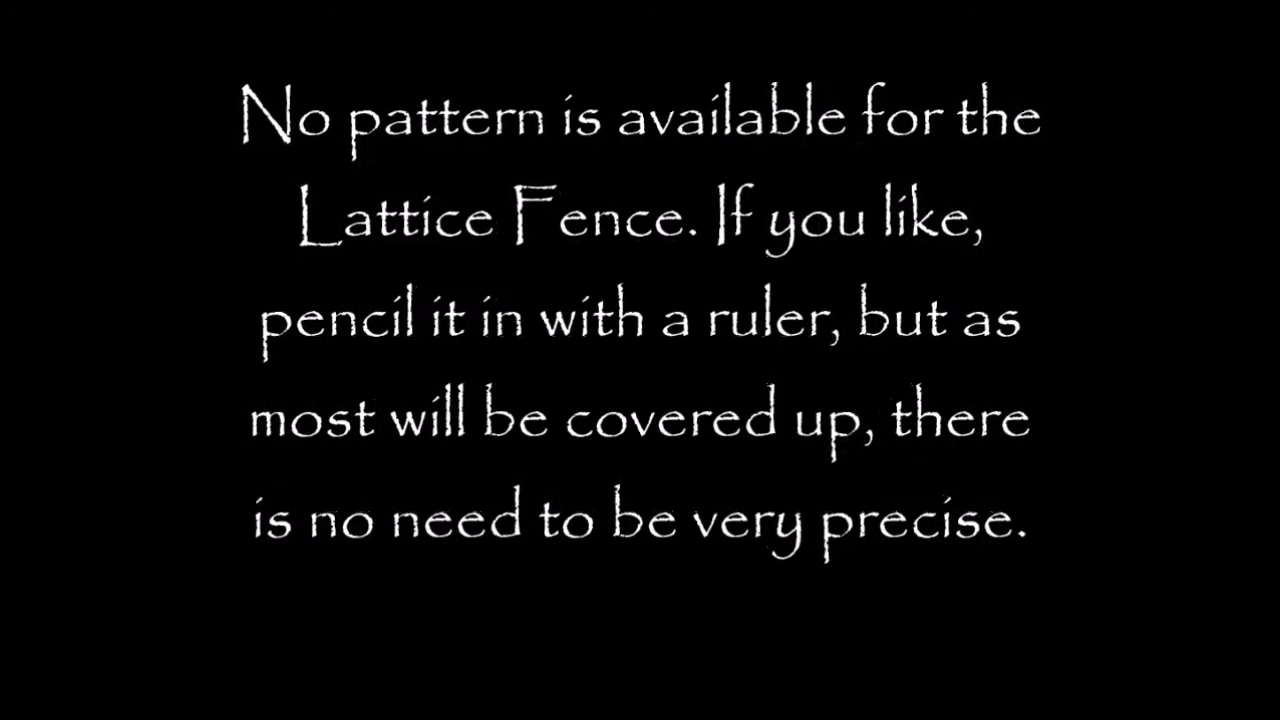 No pattern is available for the
Lattice Fence. If you like,
pencil it in with a ruler, but as
most will be covered up, there
is no need to be very precise.